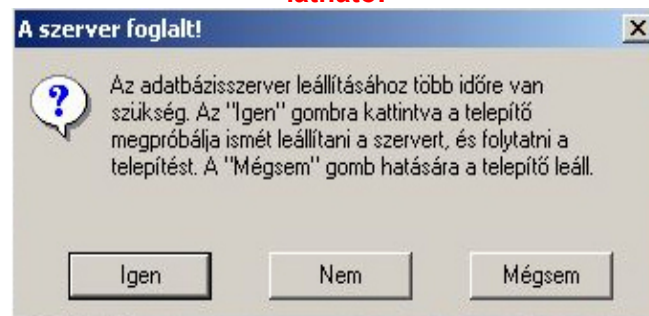 látható:
A szerver foglalt!
Az adatbázisszerver leállításához több időre van
szükség. Az "Igen" gombra kattintva a telepítő
megpróbálja ismét leállítani a szervert, és folytatni a
telepítést. A "Mégsem" gomb hatására a telepítő leáll.
Igen Nem Mégsem